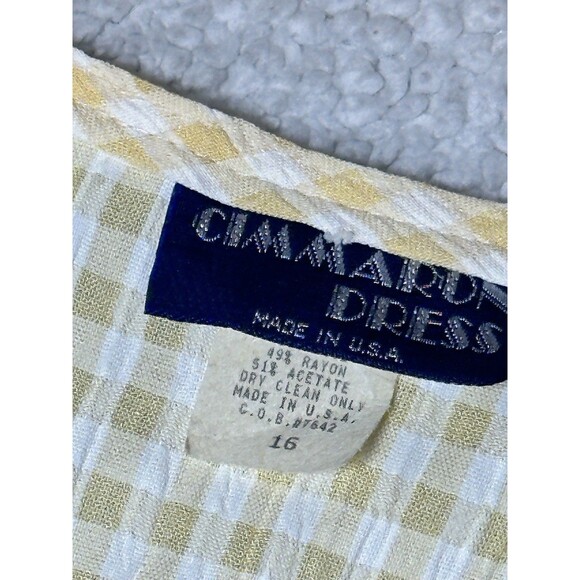 CIMMARON
DRESS
MADE IN U.S.A.
49% RAYON
51% ACETATE
DRY CLEAN ONLY
MADE IN U.S.A.
C.O.B.#7642
16